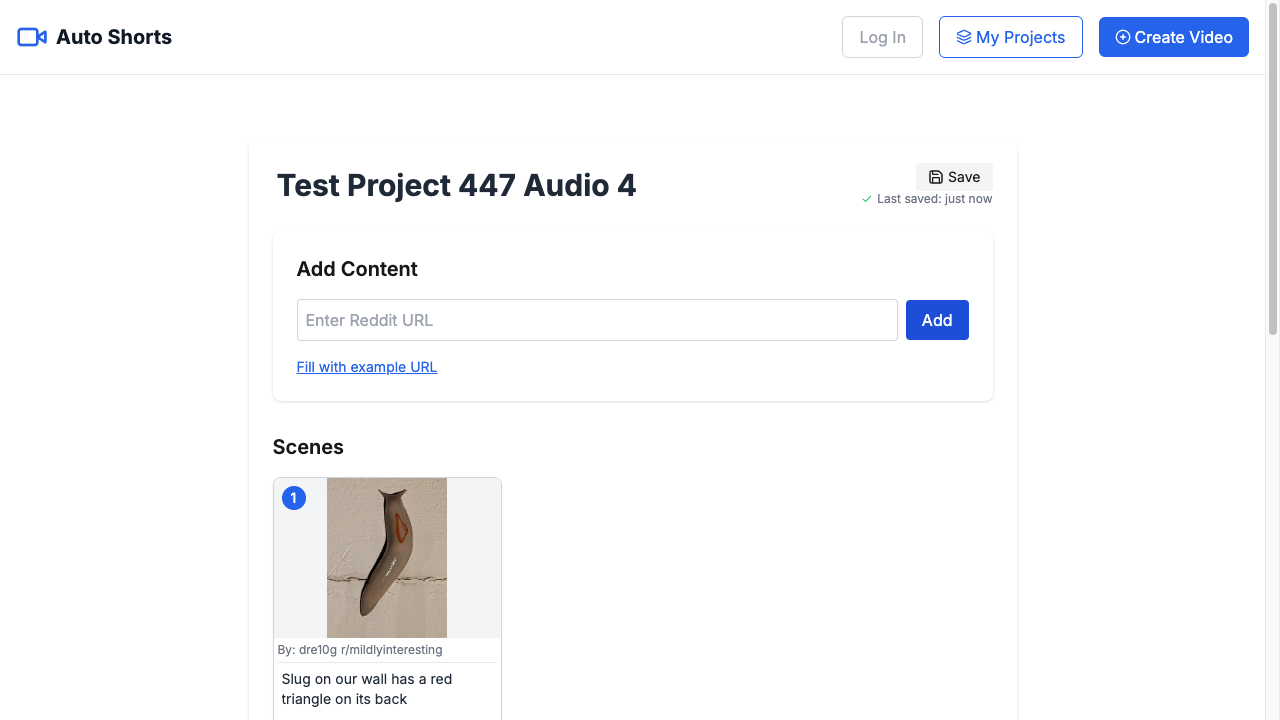 Auto Shorts
Log In
My Projects
Create Video
Test Project 447 Audio 4
Save
Last saved: just now
Add Content
Enter Reddit URL
Add
Fill with example URL
Scenes
1
By: dre10g r/mildlyinteresting
Slug on our wall has a red
triangle on its back